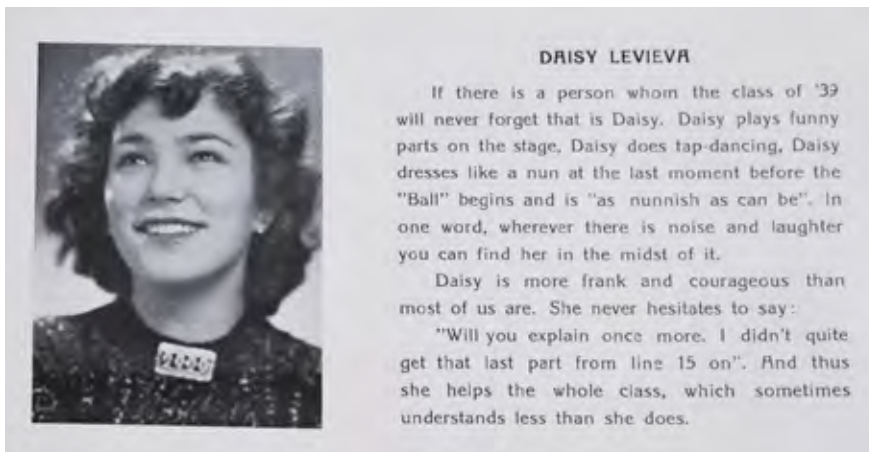 DAISY LEVIEVA
If there is a person whom the class of '39
will never forget that is Daisy. Daisy plays funny
parts on the stage, Daisy does tap-dancing, Daisy
dresses like a nun at the last moment before the
"Ball" begins and is "as nunnish as can be". In
one word, wherever there is noise and laughter
you can find her in the midst of it.
Daisy is more frank and courageous than
most of us are. She never hesitates to say:
"Will you explain once more. I didn't quite
get that last part from line 15 on". And thus
she helps the whole class, which sometimes
understands less than she does.